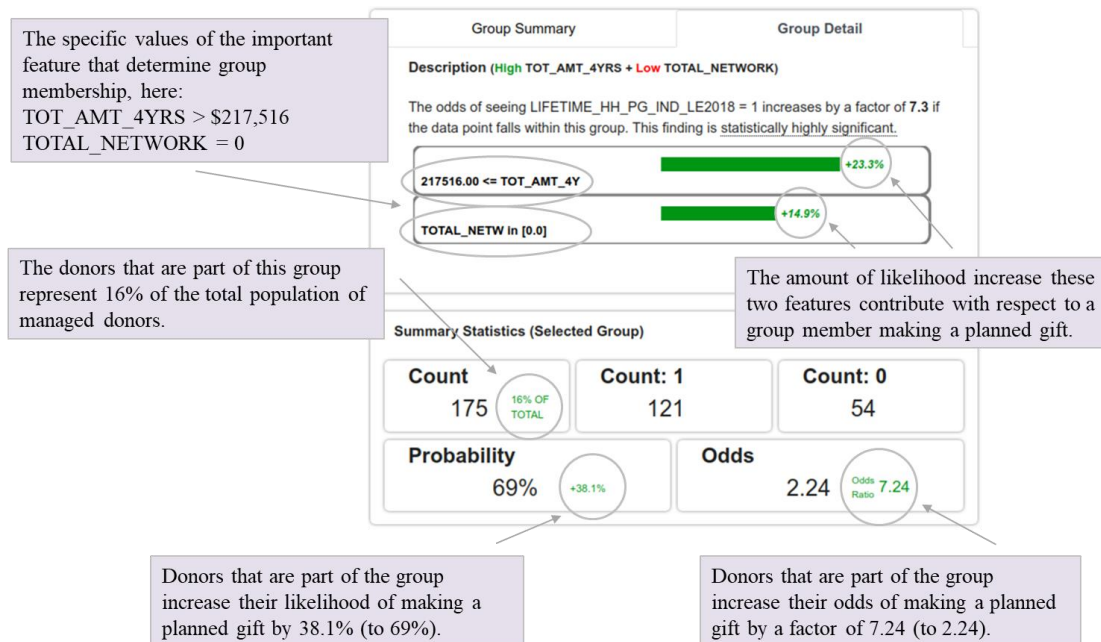 The specific values of the important
feature that determine group
membership, here:
TOT_AMT_4YRS > $217,516
TOTAL_NETWORK = 0
Group Summary
Group Detail
Description (High TOT_AMT_4YRS + Low TOTAL_NETWORK)
The odds of seeing LIFETIME_HH_PG_IND_LE2018 = 1 increases by a factor of 7.3 if
the data point falls within this group. This finding is statistically highly significant.
217516.00 <= TOT_AMT_4Y
+23.3%
TOTAL_NETW in [0.0]
+14.9%
The donors that are part of this group
represent 16% of the total population of
managed donors.
The amount of likelihood increase these
two features contribute with respect to a
group member making a planned gift.
Summary Statistics (Selected Group)
Count
175
16% OF
TOTAL
Count: 1
121
Count: 0
54
Probability
69%
+38.1%
Odds
2.24
Odds
Ratio 7.24
Donors that are part of the group
increase their likelihood of making a
planned gift by 38.1% (to 69%).
Donors that are part of the group
increase their odds of making a planned
gift by a factor of 7.24 (to 2.24).